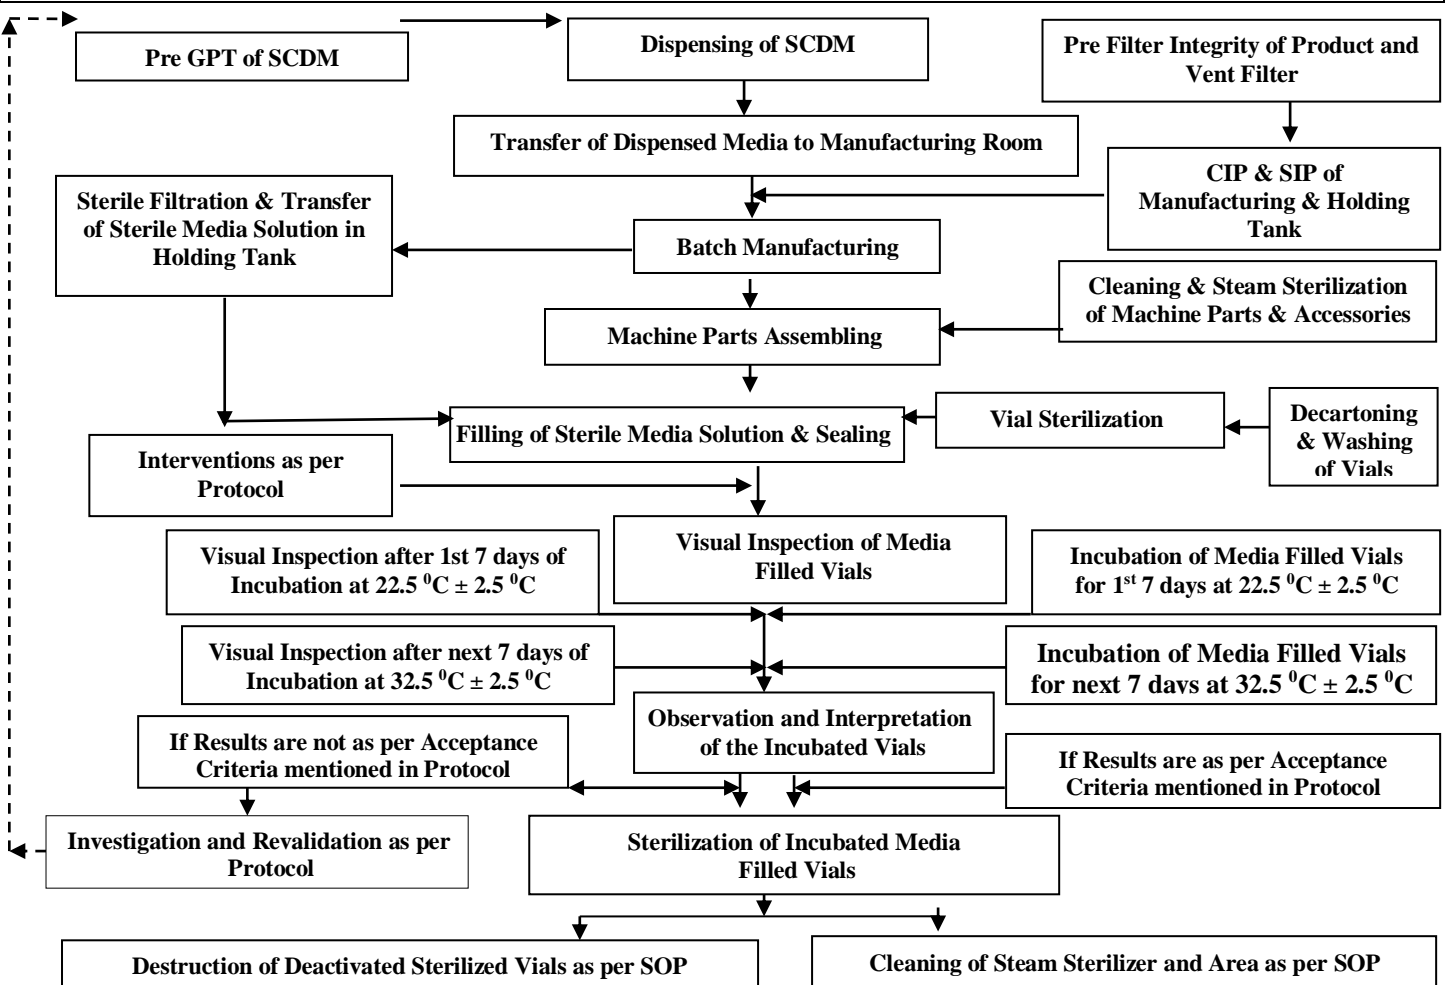 Pre GPT of SCDM
Dispensing of SCDM
Pre Filter Integrity of Product and
Vent Filter
Transfer of Dispensed Media to Manufacturing Room
CIP & SIP of
Manufacturing & Holding
Tank
Sterile Filtration & Transfer
of Sterile Media Solution in
Holding Tank
Batch Manufacturing
Cleaning & Steam Sterilization
of Machine Parts & Accessories
Machine Parts Assembling
Filling of Sterile Media Solution & Sealing
Vial Sterilization
Decartoning
& Washing
of Vials
Interventions as per
Protocol
Visual Inspection of Media
Filled Vials
Visual Inspection after 1st 7 days of
Incubation at 22.5 ⁰C ± 2.5 ⁰C
Incubation of Media Filled Vials
for 1ˢᵗ 7 days at 22.5 ⁰C ± 2.5 ⁰C
Visual Inspection after next 7 days of
Incubation at 32.5 ⁰C ± 2.5 ⁰C
Incubation of Media Filled Vials
for next 7 days at 32.5 ⁰C ± 2.5 ⁰C
Observation and Interpretation
of the Incubated Vials
If Results are not as per Acceptance
Criteria mentioned in Protocol
If Results are as per Acceptance
Criteria mentioned in Protocol
Investigation and Revalidation as per
Protocol
Sterilization of Incubated Media
Filled Vials
Destruction of Deactivated Sterilized Vials as per SOP
Cleaning of Steam Sterilizer and Area as per SOP